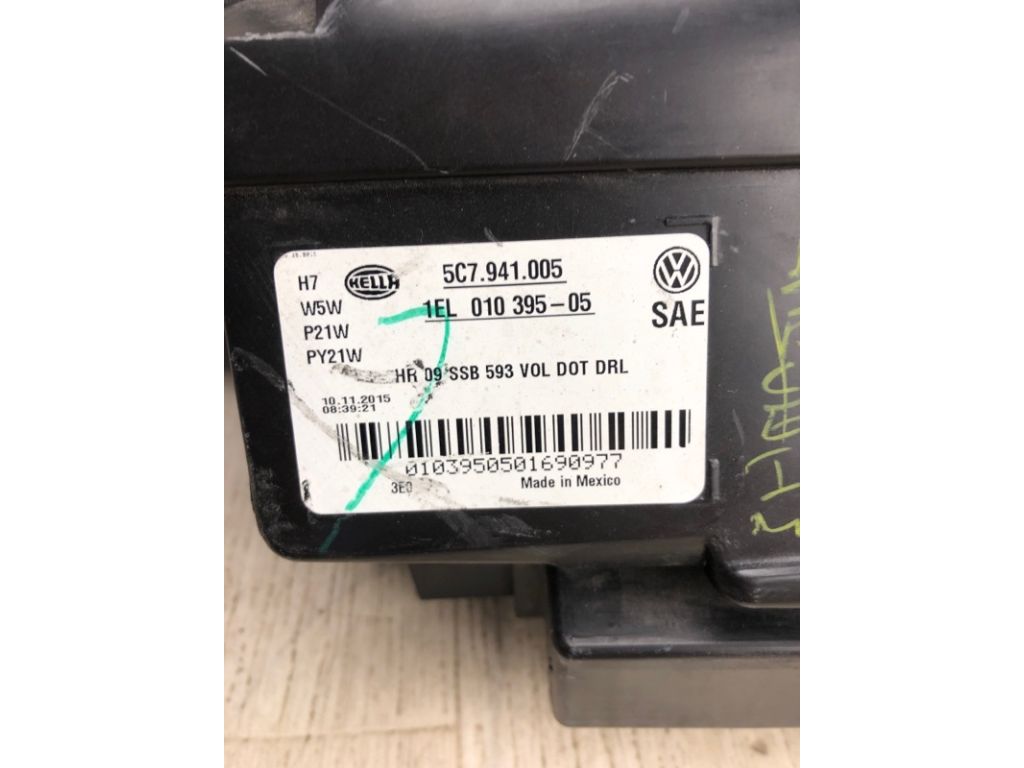 H7
HELLA
5C7.941.005
W5W
1EL 010 395-05
P21W
SAE
PY21W
HR 09 SSB 593 VOL DOT DRL
10.11.2015
08:39:21
0103950501690977
Made in Mexico